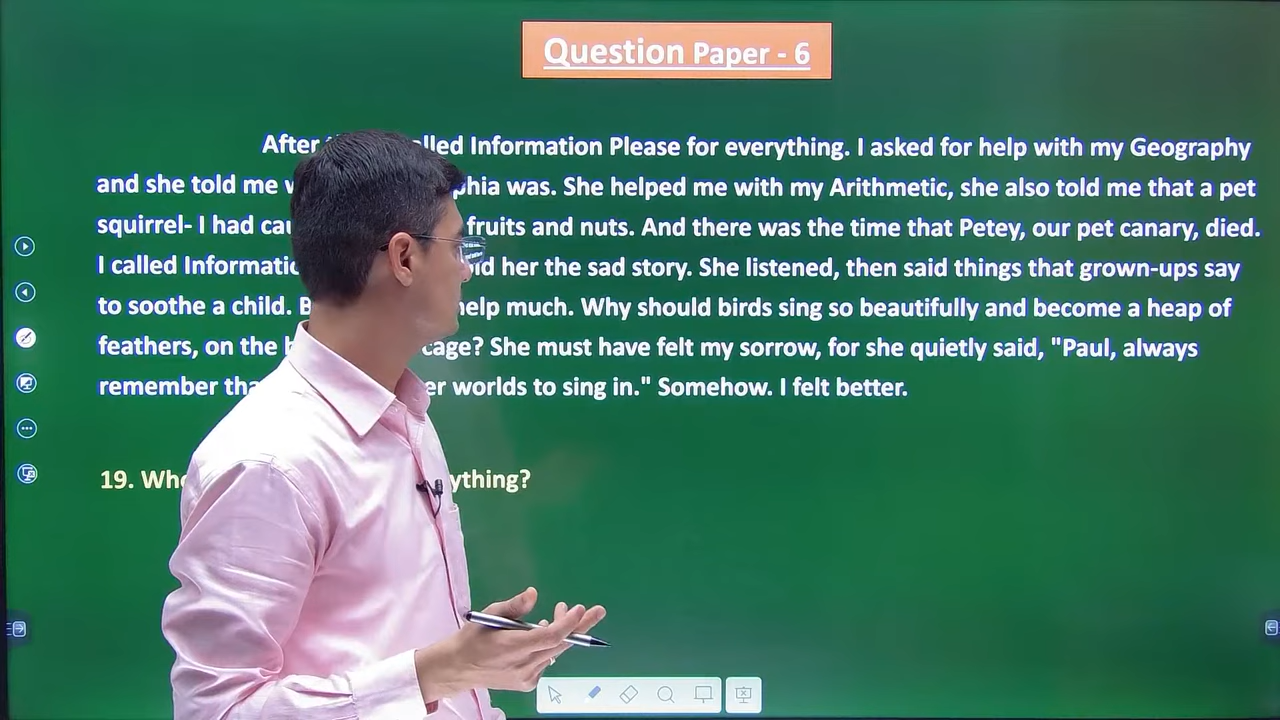 Question Paper - 6
After called Information Please for everything. I asked for help with my Geography
and she told me was. She helped me with my Arithmetic, she also told me that a pet
squirrel- I had fruits and nuts. And there was the time that Petey, our pet canary, died.
I called her the sad story. She listened, then said things that grown-ups say
to soothe a child. help much. Why should birds sing so beautifully and become a heap of
feathers, on the cage? She must have felt my sorrow, for she quietly said, "Paul, always
remember worlds to sing in." Somehow. I felt better.
19.